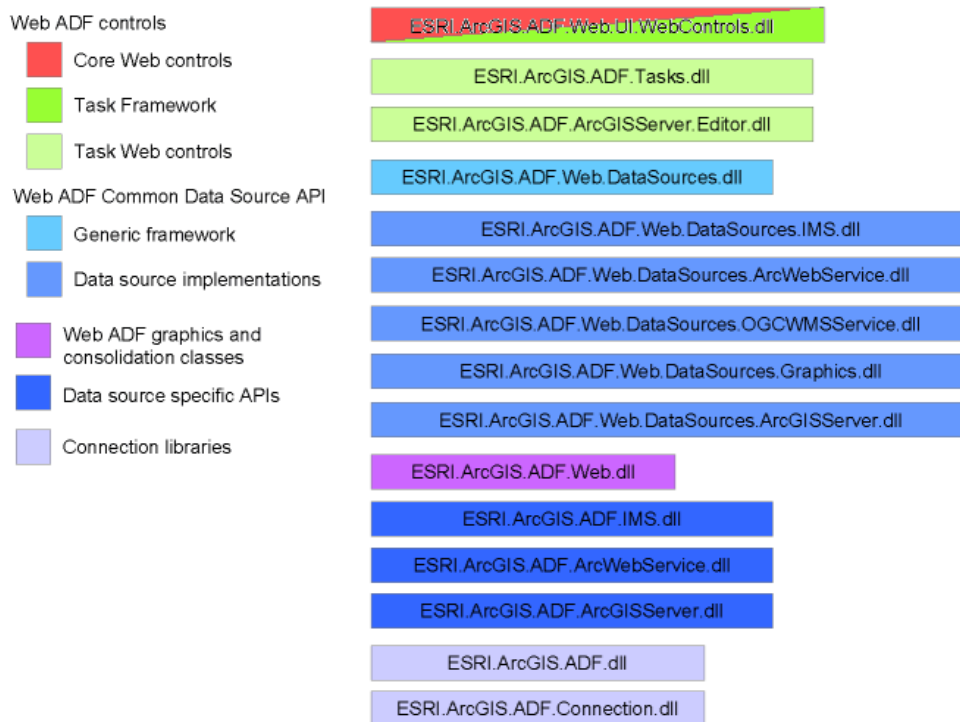 Web ADF controls
Core Web controls
Task Framework
Task Web controls
Web ADF Common Data Source API
Generic framework
Data source implementations
Web ADF graphics and
consolidation classes
Data source specific APIs
Connection libraries
ESRI.ArcGIS.ADF.Web.UI.WebControls.dll
ESRI.ArcGIS.ADF.Tasks.dll
ESRI.ArcGIS.ADF.ArcGISServer.Editor.dll
ESRI.ArcGIS.ADF.Web.DataSources.dll
ESRI.ArcGIS.ADF.Web.DataSources.IMS.dll
ESRI.ArcGIS.ADF.Web.DataSources.ArcWebService.dll
ESRI.ArcGIS.ADF.Web.DataSources.OGCWMSService.dll
ESRI.ArcGIS.ADF.Web.DataSources.Graphics.dll
ESRI.ArcGIS.ADF.Web.DataSources.ArcGISServer.dll
ESRI.ArcGIS.ADF.Web.dll
ESRI.ArcGIS.ADF.IMS.dll
ESRI.ArcGIS.ADF.ArcWebService.dll
ESRI.ArcGIS.ADF.ArcGISServer.dll
ESRI.ArcGIS.ADF.dll
ESRI.ArcGIS.ADF.Connection.dll